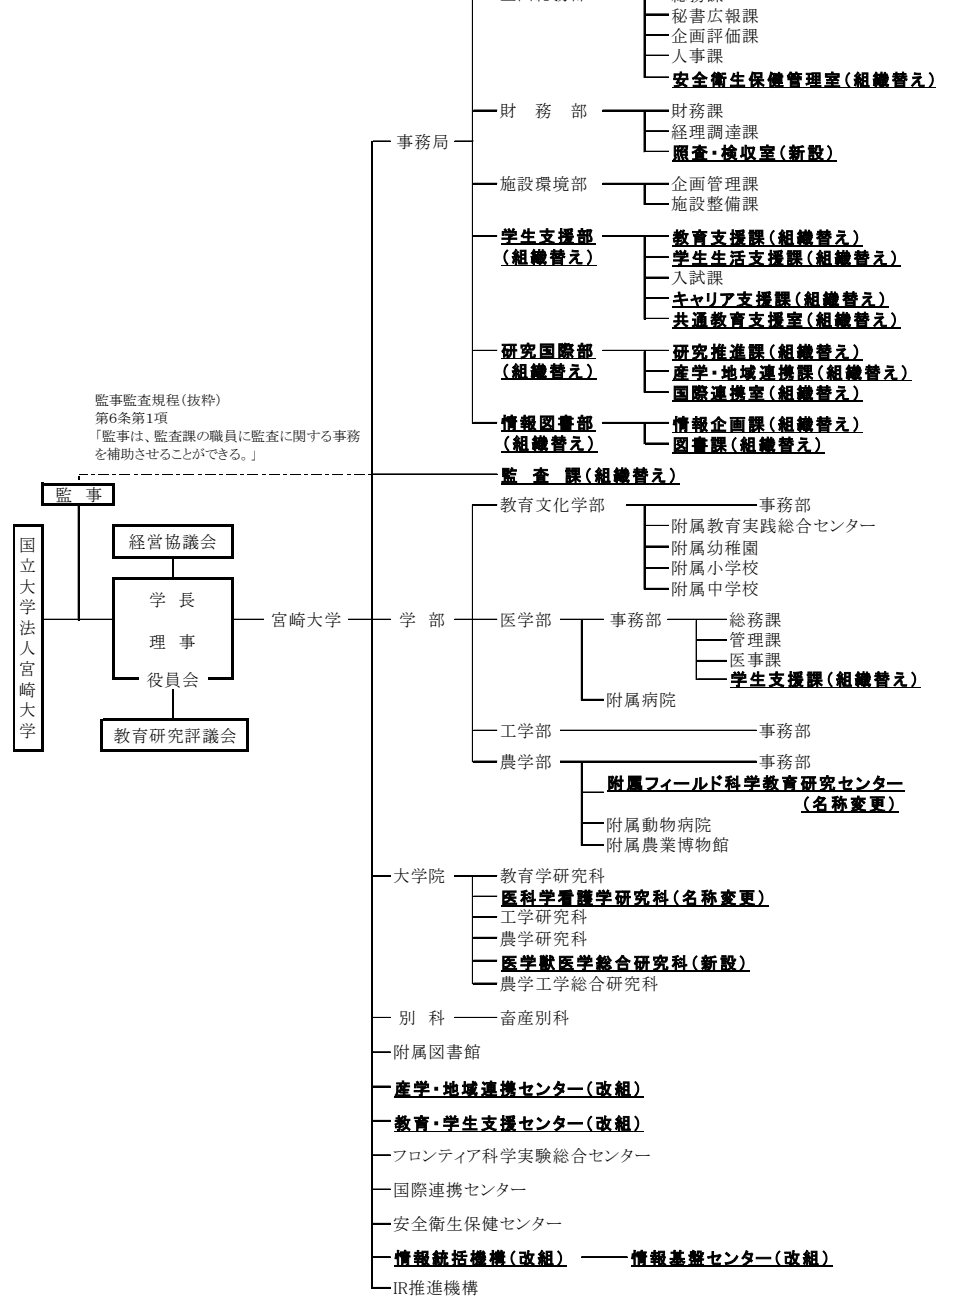 秘書広報課
企画評価課
人事課
安全衛生保健管理室(組織替え)
財　務　部
財務課
経理調達課
照査・検収室(新設)
事務局
施設環境部
企画管理課
施設整備課
学生支援部
(組織替え)
教育支援課(組織替え)
学生生活支援課(組織替え)
入試課
キャリア支援課(組織替え)
共通教育支援室(組織替え)
研究国際部
(組織替え)
研究推進課(組織替え)
産学・地域連携課(組織替え)
国際連携室(組織替え)
情報図書部
(組織替え)
情報企画課(組織替え)
図書課(組織替え)
監事監査規程(抜粋)
第6条第1項
「監事は、監査課の職員に監査に関する事務
を補助させることができる。」
監　査　課(組織替え)
監　事
国立大学法人宮崎大学
経営協議会
学　長
理　事
役員会
教育研究評議会
宮崎大学
学　部
教育文化学部
事務部
附属教育実践総合センター
附属幼稚園
附属小学校
附属中学校
医学部
事務部
総務課
管理課
医事課
学生支援課(組織替え)
附属病院
工学部
事務部
農学部
事務部
附属フィールド科学教育研究センター
(名称変更)
附属動物病院
附属農業博物館
大学院
教育学研究科
医科学看護学研究科(名称変更)
工学研究科
農学研究科
医学獣医学総合研究科(新設)
農学工学総合研究科
別　科
畜産別科
附属図書館
産学・地域連携センター(改組)
教育・学生支援センター(改組)
フロンティア科学実験総合センター
国際連携センター
安全衛生保健センター
情報統括機構(改組)
情報基盤センター(改組)
IR推進機構